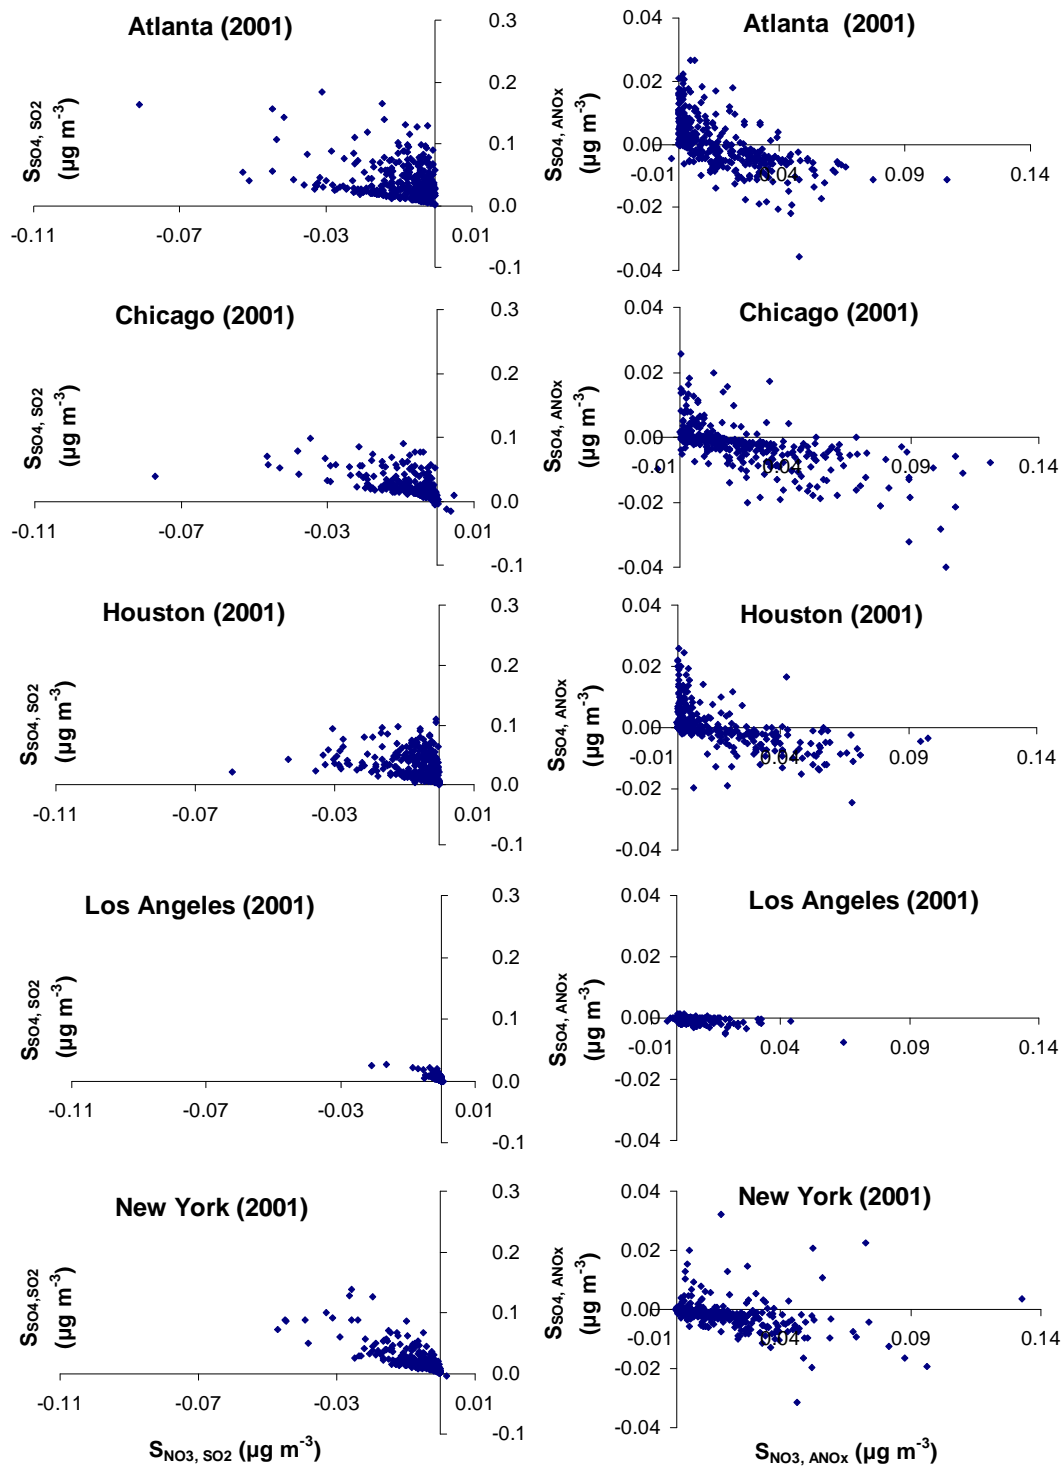 Atlanta (2001)
S SO4, SO2
(µg m-3)
0.3
0.2
0.1
0.0
-0.1
-0.11
-0.07
-0.03
0.01
Atlanta (2001)
S SO4, ANOx
(µg m-3)
0.04
0.02
0.00
-0.02
-0.04
-0.01
0.04
0.09
0.14
Chicago (2001)
S SO4, SO2
(µg m-3)
0.3
0.2
0.1
0.0
-0.1
-0.11
-0.07
-0.03
0.01
Chicago (2001)
S SO4, ANOx
(µg m-3)
0.04
0.02
0.00
-0.02
-0.04
-0.01
0.04
0.09
0.14
Houston (2001)
S SO4, SO2
(µg m-3)
0.3
0.2
0.1
0.0
-0.1
-0.11
-0.07
-0.03
0.01
Houston (2001)
S SO4, ANOx
(µg m-3)
0.04
0.02
0.00
-0.02
-0.04
-0.01
0.04
0.09
0.14
Los Angeles (2001)
S SO4, SO2
(µg m-3)
0.3
0.2
0.1
0.0
-0.1
-0.11
-0.07
-0.03
0.01
Los Angeles (2001)
S SO4, ANOx
(µg m-3)
0.04
0.02
0.00
-0.02
-0.04
-0.01
0.04
0.09
0.14
New York (2001)
S SO4,SO2
(µg m-3)
0.3
0.2
0.1
0.0
-0.1
-0.11
-0.07
-0.03
0.01
S NO3, SO2 (µg m-3)
New York (2001)
S SO4, ANOx
(µg m-3)
0.04
0.02
0.00
-0.02
-0.04
-0.01
0.04
0.09
0.14
S NO3, ANOx (µg m-3)